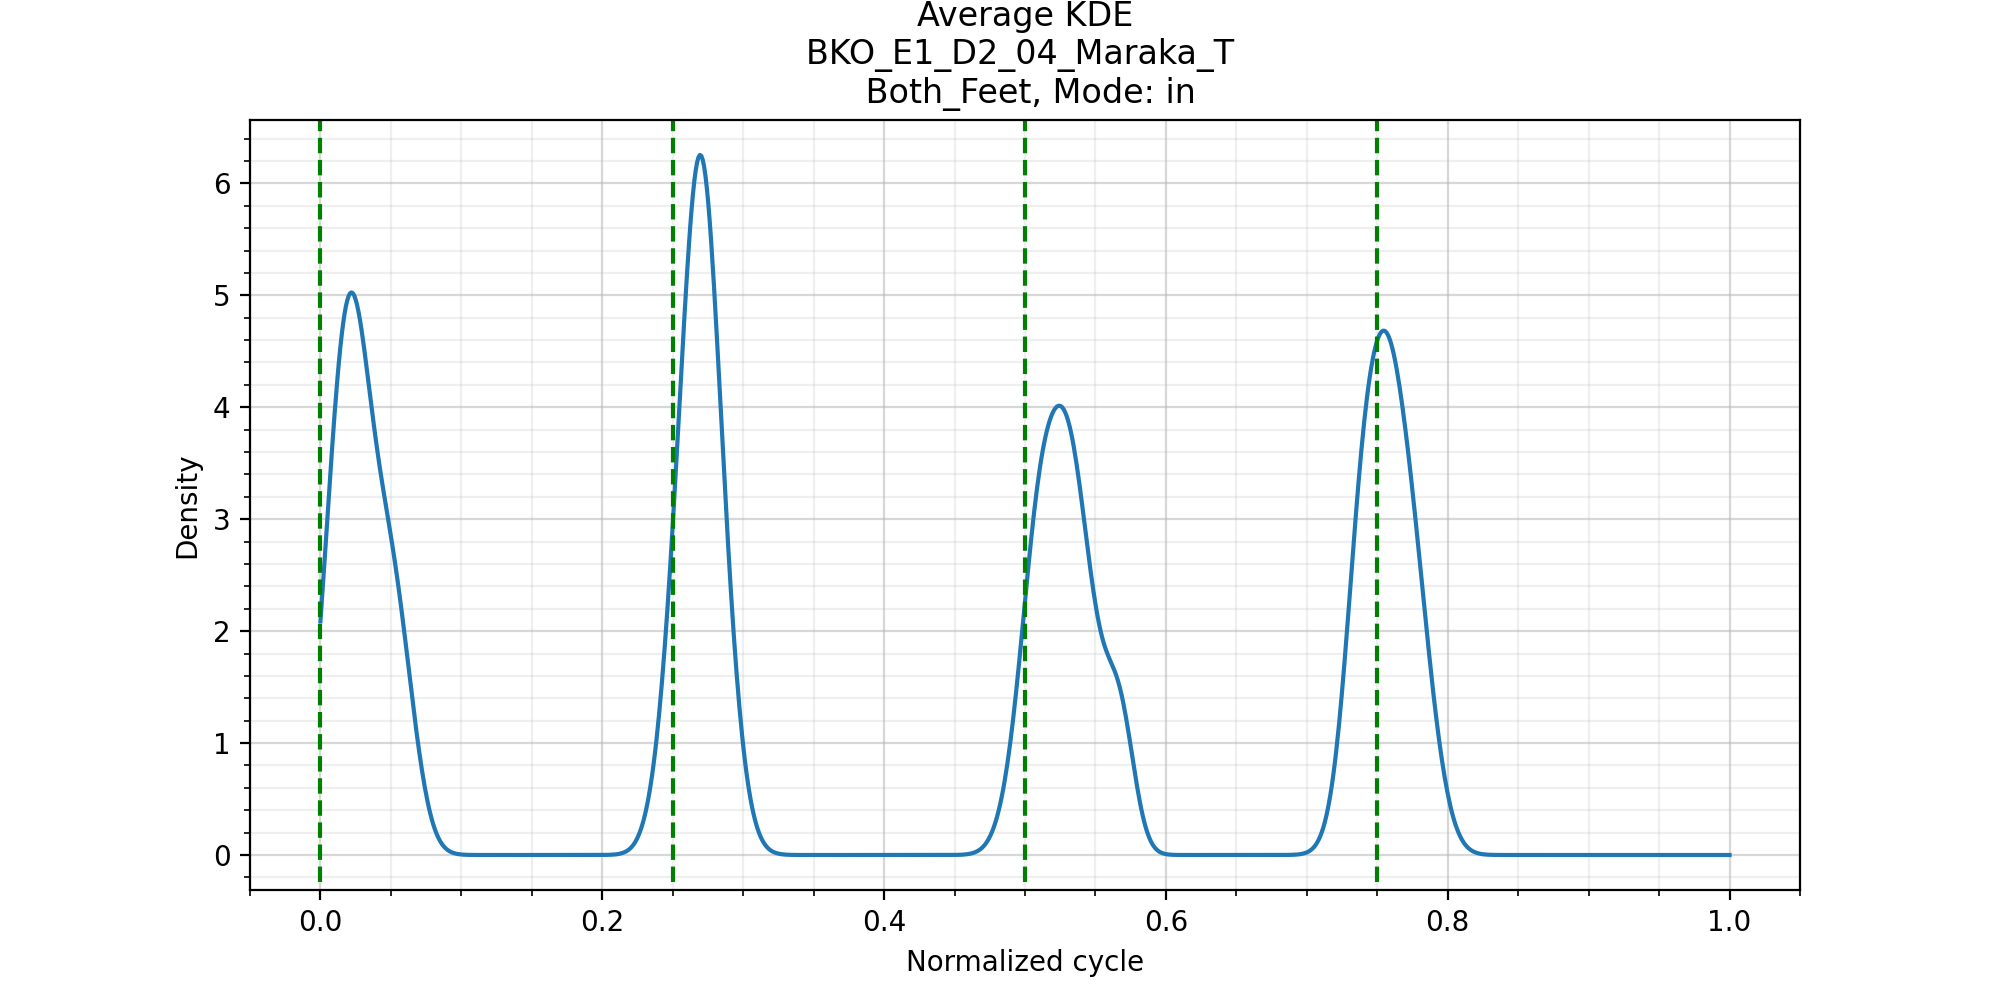 Average KDE
BKO_E1_D2_04_Maraka_T
Both_Feet, Mode: in
6
5
4
3
2
1
0
Density
0.0 0.2 0.4 0.6 0.8 1.0
Normalized cycle